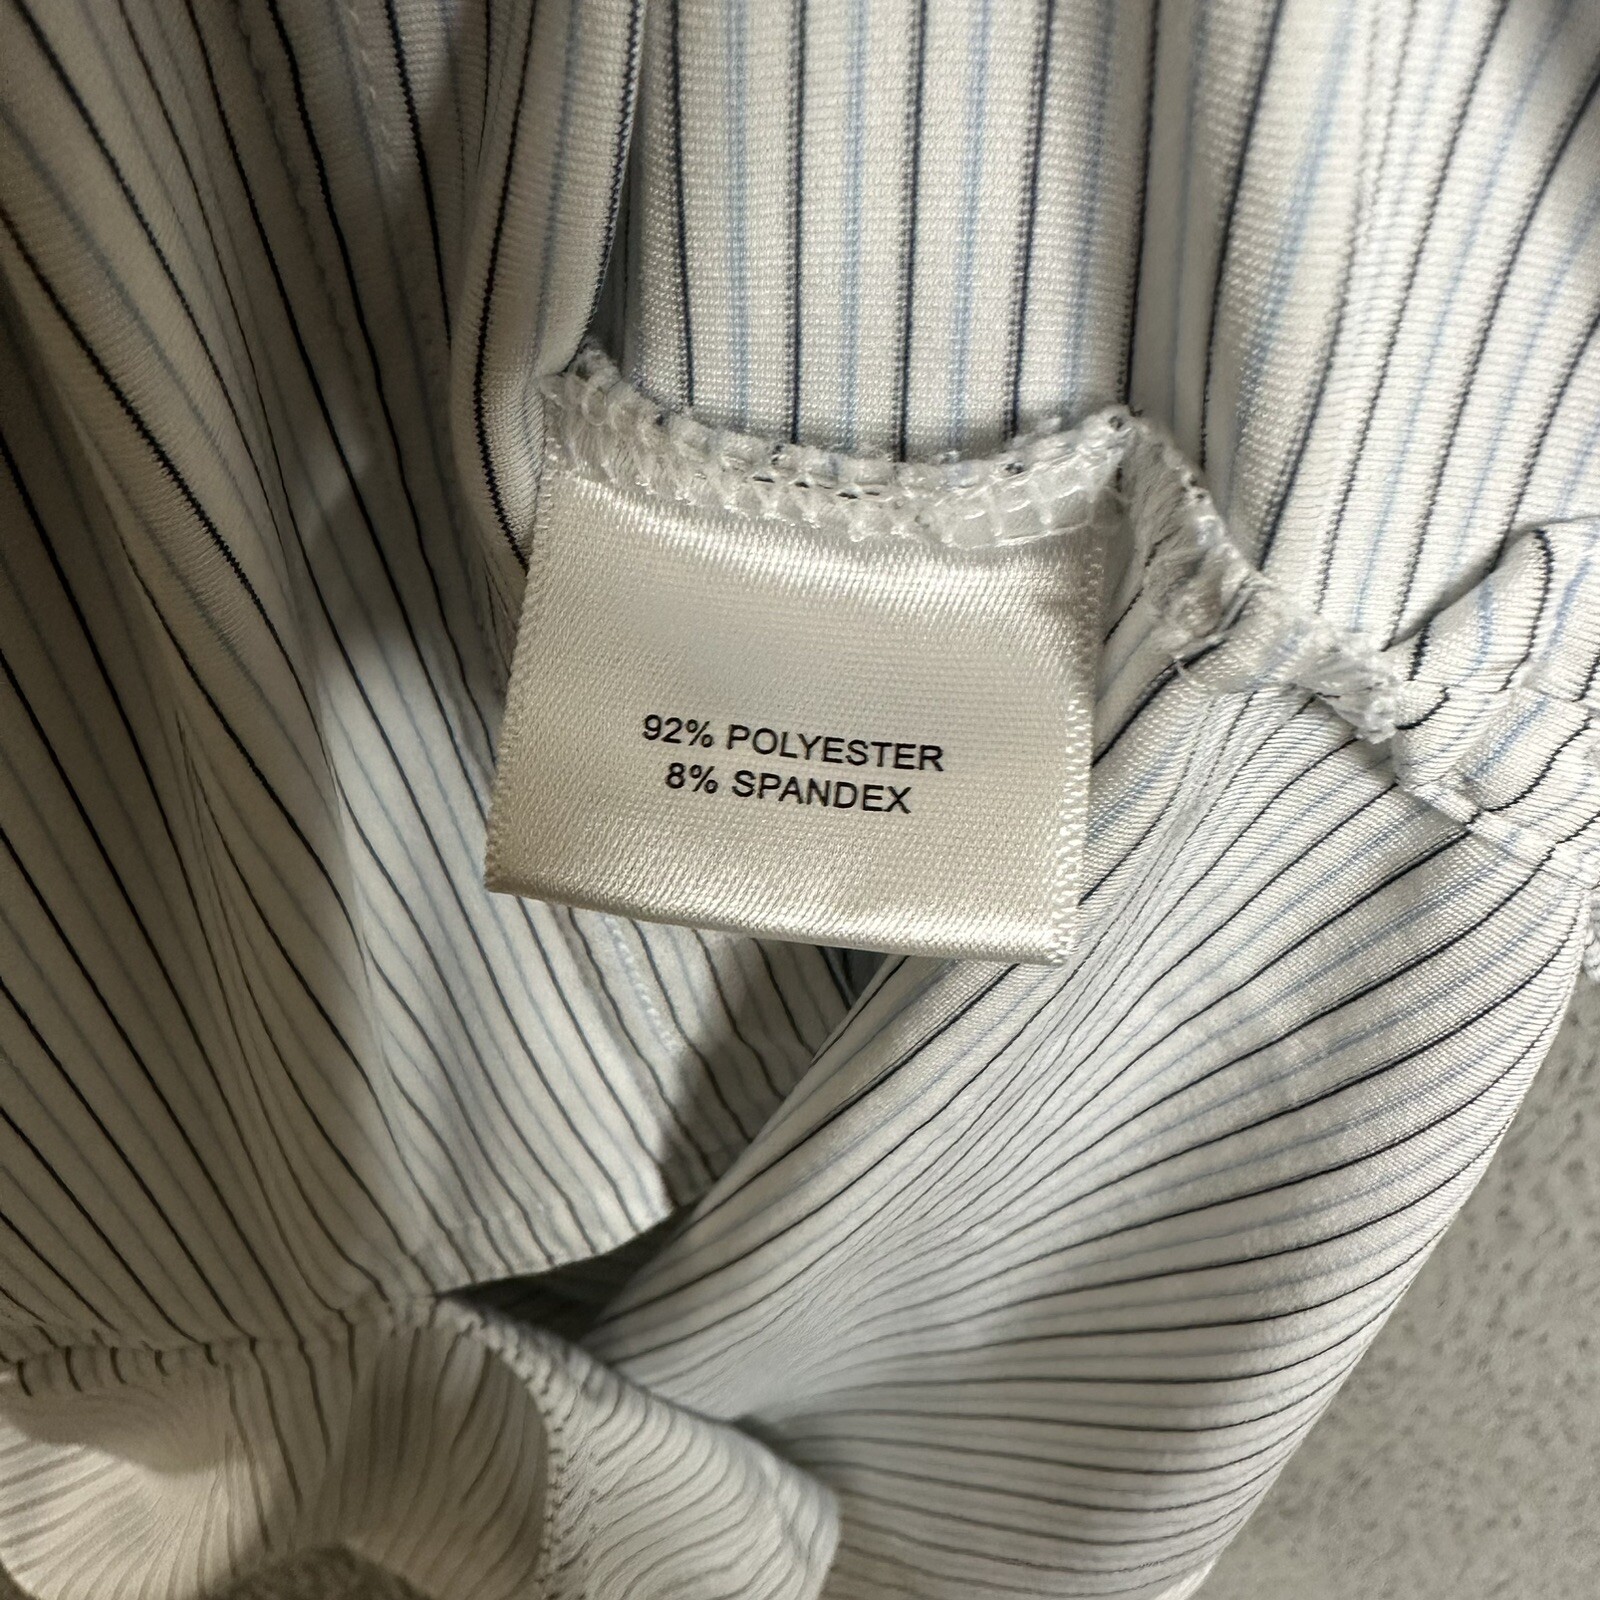 92% POLYESTER
8% SPANDEX